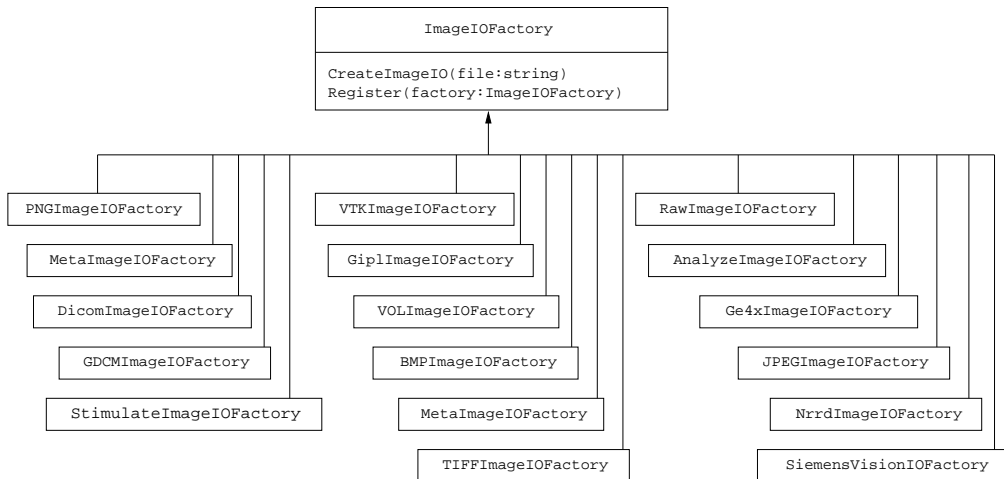 ImageIOFactory
CreateImageIO(file:string)
Register(factory:ImageIOFactory)
PNGImageIOFactory
VTKImageIOFactory
RawImageIOFactory
MetaImageIOFactory
GiplImageIOFactory
AnalyzeImageIOFactory
DicomImageIOFactory
VOLImageIOFactory
Ge4xImageIOFactory
GDCMImageIOFactory
BMPImageIOFactory
JPEGImageIOFactory
StimulateImageIOFactory
MetaImageIOFactory
NrrdImageIOFactory
TIFFImageIOFactory
SiemensVisionIOFactory